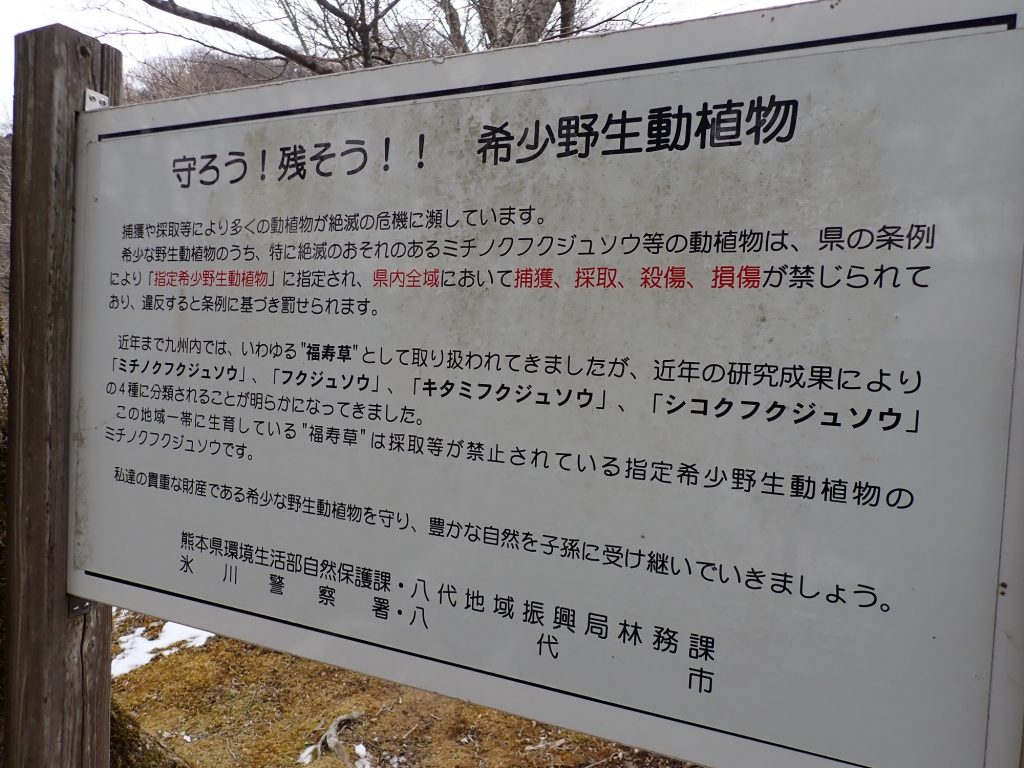 守ろう！残そう！！　希少野生動植物
捕獲や採取等により多くの動植物が絶滅の危機に瀕しています。
希少な野生動植物のうち、特に絶滅のおそれのあるミチノクフクジュソウ等の動植物は、県の条例
により「指定希少野生動植物」に指定され、県内全域において捕獲、採取、殺傷、損傷が禁じられて
おり、違反すると条例に基づき罰せられます。
近年まで九州内では、いわゆる"福寿草"として取り扱われてきましたが、近年の研究成果により
「ミチノクフクジュソウ」、「フクジュソウ」、「キタミフクジュソウ」、「シコクフクジュソウ」
の４種に分類されることが明らかになってきました。
この地域一帯に生育している"福寿草"は採取等が禁止されている指定希少野生動植物の
ミチノクフクジュソウです。
私達の貴重な財産である希少な野生動植物を守り、豊かな自然を子孫に受け継いでいきましょう。
熊本県環境生活部自然保護課・八代地域振興局林務課
氷川警察署・八代市